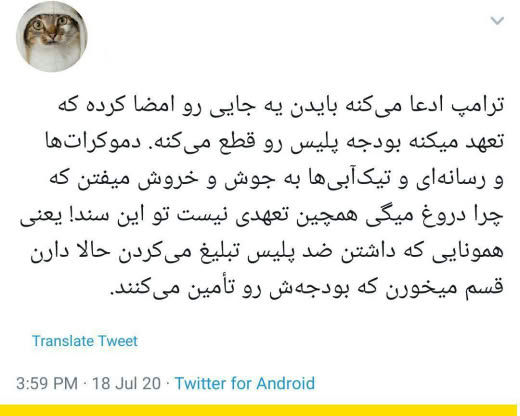 ترامپ ادعا می‌کنه بایدن یه جایی رو امضا کرده که
تعهد میکنه بودجه پلیس رو قطع می‌کنه. دموکرات‌ها
و رسانه‌ای و تیک‌آبی‌ها به جوش و خروش میفتن که
چرا دروغ میگی همچین تعهدی نیست تو این سند! یعنی
همونایی که داشتن ضد پلیس تبلیغ می‌کردن حالا دارن
قسم میخورن که بودجه‌ش رو تأمین می‌کنند.
Translate Tweet
3:59 PM · 18 Jul 20 · Twitter for Android